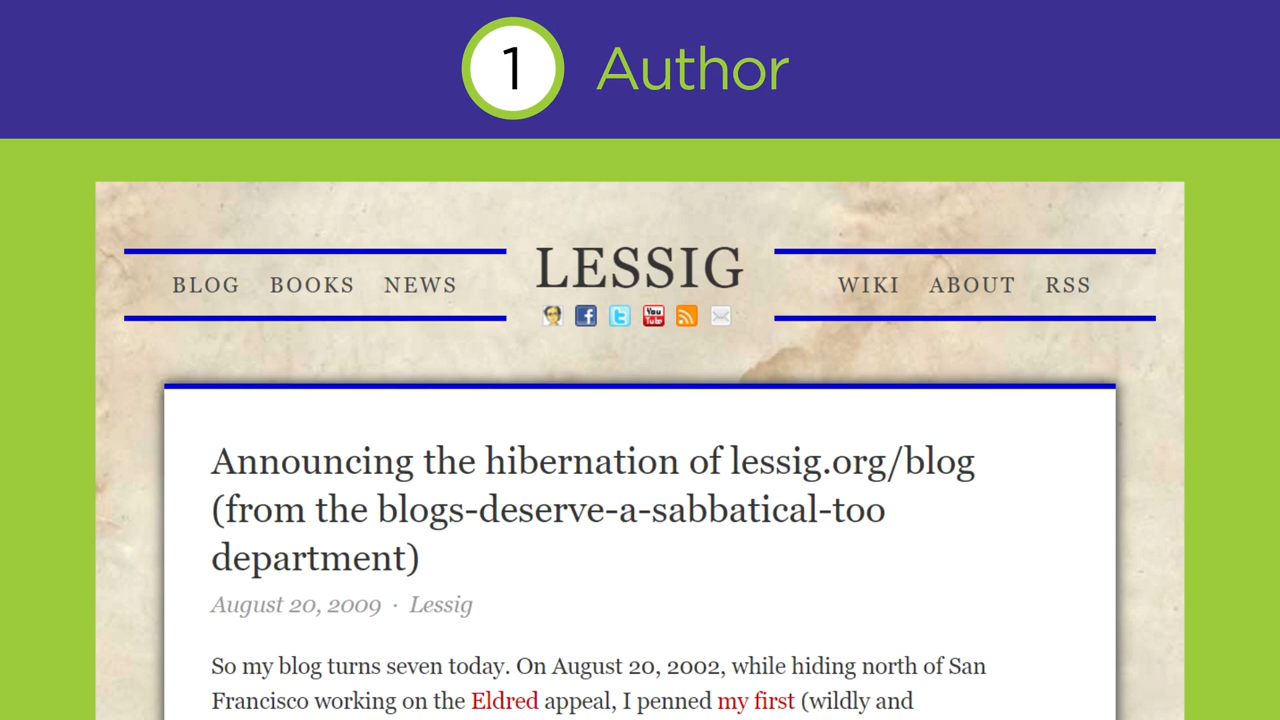 1 Author
LESSIG
BLOG BOOKS NEWS
WIKI ABOUT RSS
You Tube
Announcing the hibernation of lessig.org/blog
(from the blogs-deserve-a-sabbatical-too
department)
August 20, 2009 · Lessig
So my blog turns seven today. On August 20, 2002, while hiding north of San
Francisco working on the Eldred appeal, I penned my first (wildly and